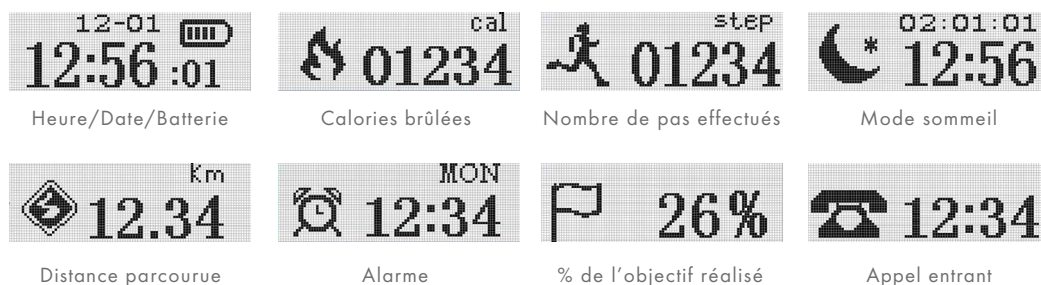 12-01
12:56 :01
Heure/Date/Batterie
cal
01234
Calories brûlées
step
01234
Nombre de pas effectués
02:01:01
12:56
Mode sommeil
km
12.34
Distance parcourue
MON
12:34
Alarme
26%
% de l'objectif réalisé
12:34
Appel entrant